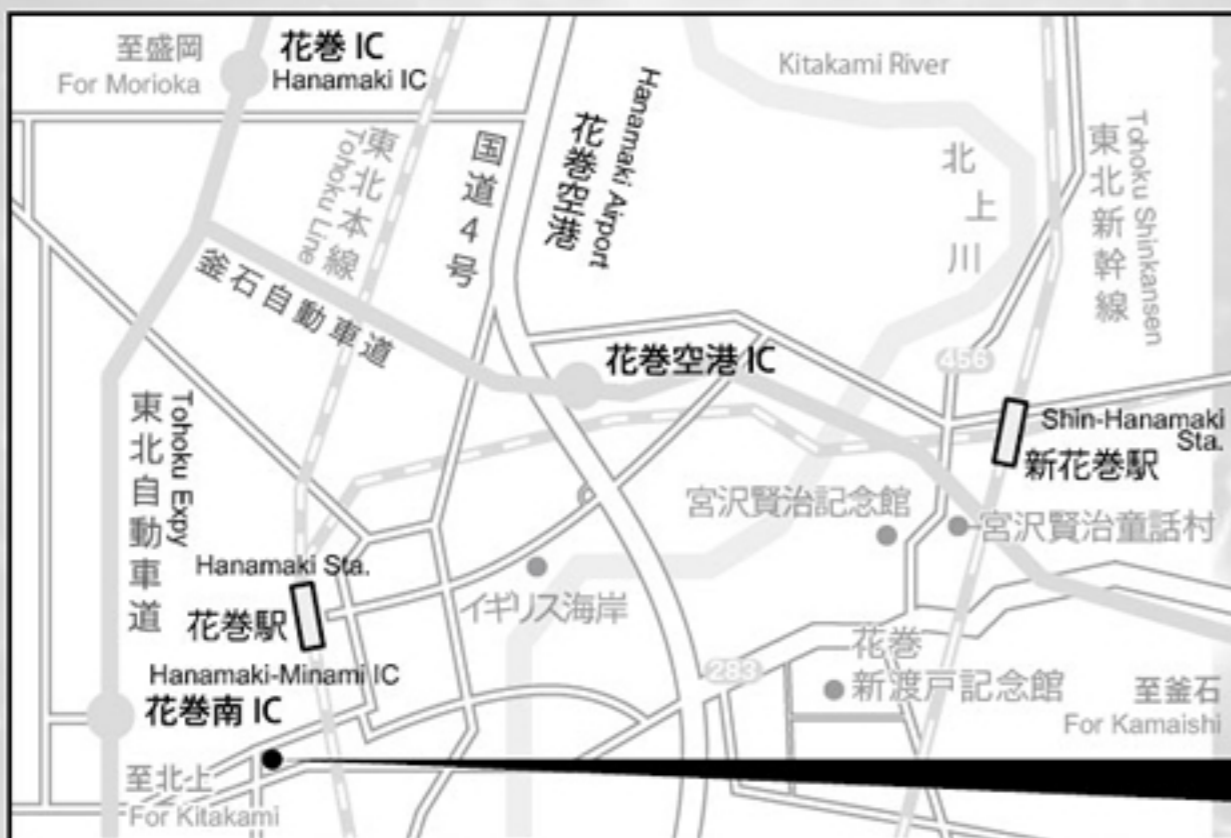 至盛岡
For Morioka
花巻 IC
Hanamaki IC
Kitakami River
Hanamaki Airport
花巻空港
国道4号
東北本線
Tohoku Line
北上川
東北新幹線
Tohoku Shinkansen
釜石自動車道
花巻空港 IC
456
東北自動車道
Tohoku Expy
Shin-Hanamaki
Sta.
新花巻駅
宮沢賢治記念館
宮沢賢治童話村
Hanamaki Sta.
花巻駅
イギリス海岸
Hanamaki-Minami IC
花巻南 IC
283
花巻
新渡戸記念館
至釜石
For Kamaishi
至北上
For Kitakami